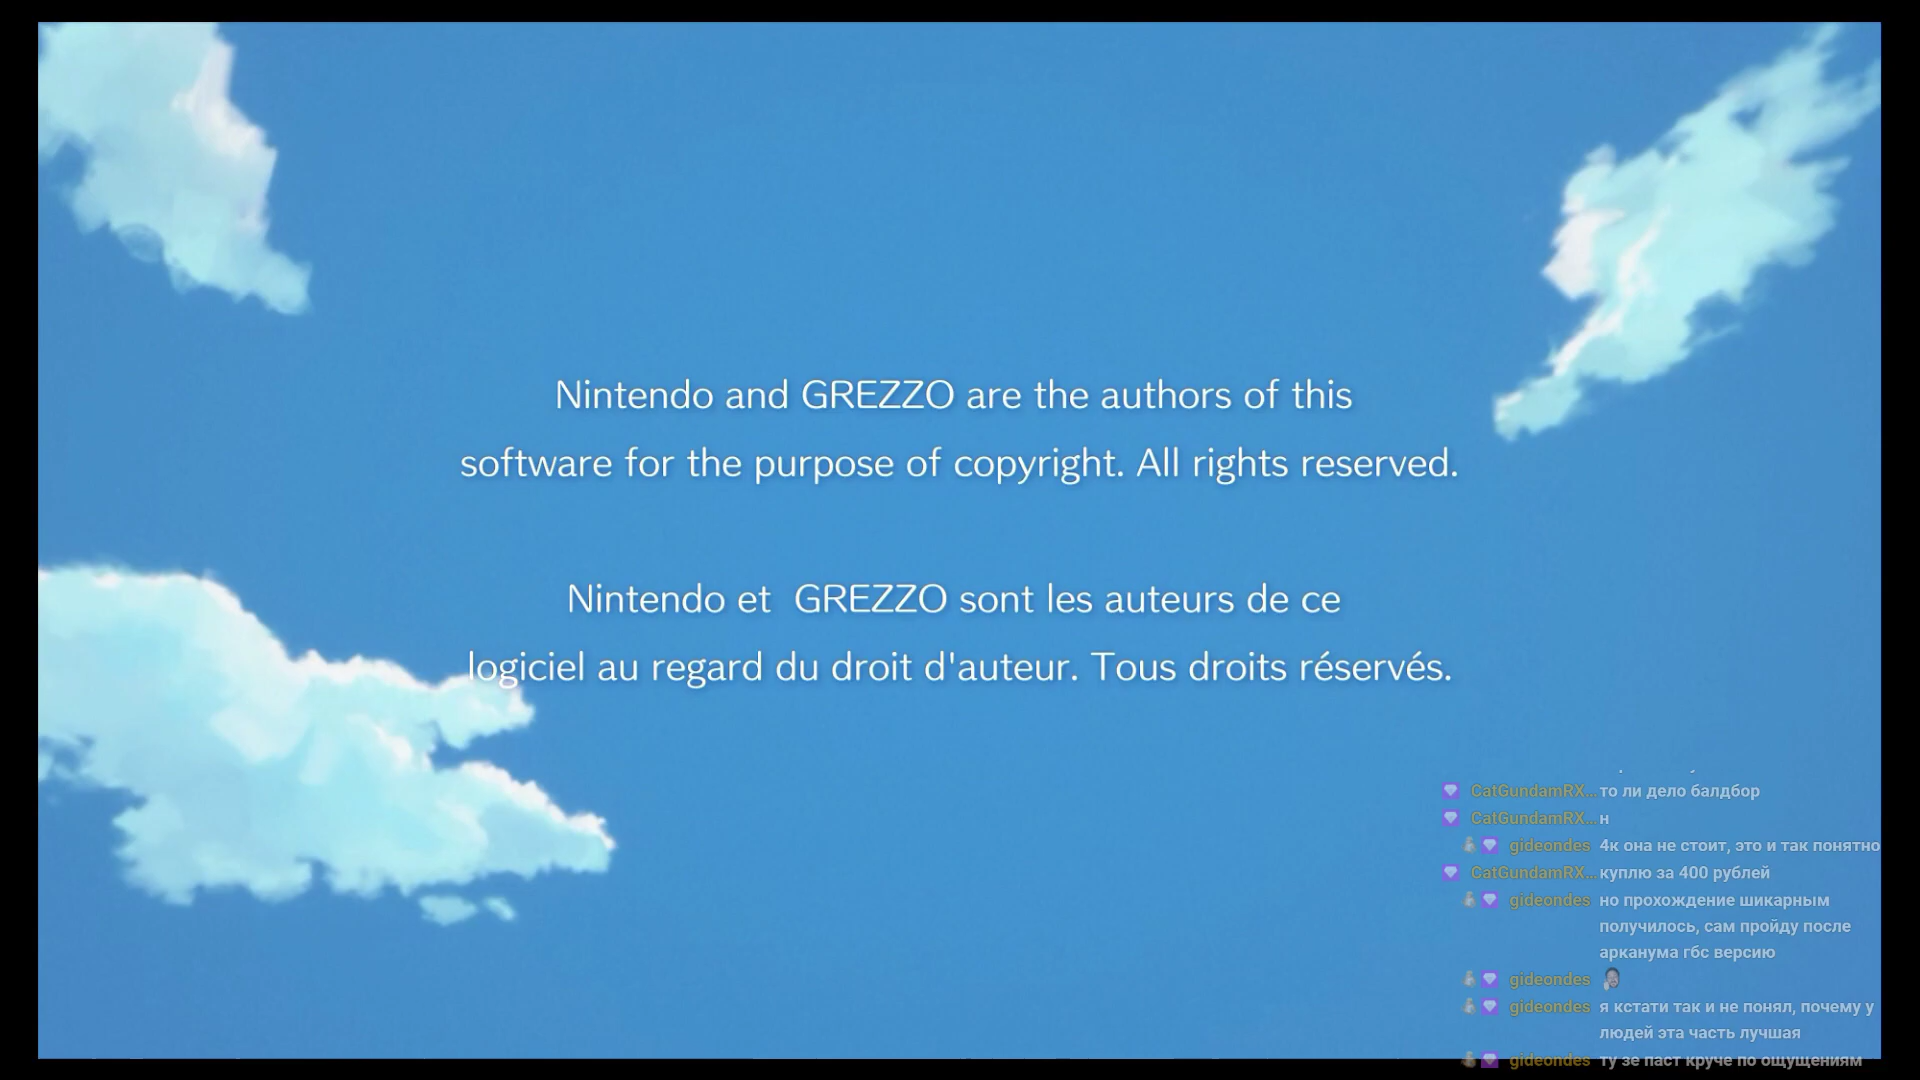 Nintendo and GREZZO are the authors of this
software for the purpose of copyright. All rights reserved.
Nintendo et  GREZZO sont les auteurs de ce
logiciel au regard du droit d'auteur. Tous droits réservés.
CatGundamRX... то ли дело балдбор
CatGundamRX... н
gideondes 4к она не стоит, это и так понятно
CatGundamRX... куплю за 400 рублей
gideondes но прохождение шикарным
получилось, сам пройду после
арканума гбс версию
gideondes
gideondes я кстати так и не понял, почему у
людей эта часть лучшая
gideondes ту зе паст круче по ощущениям